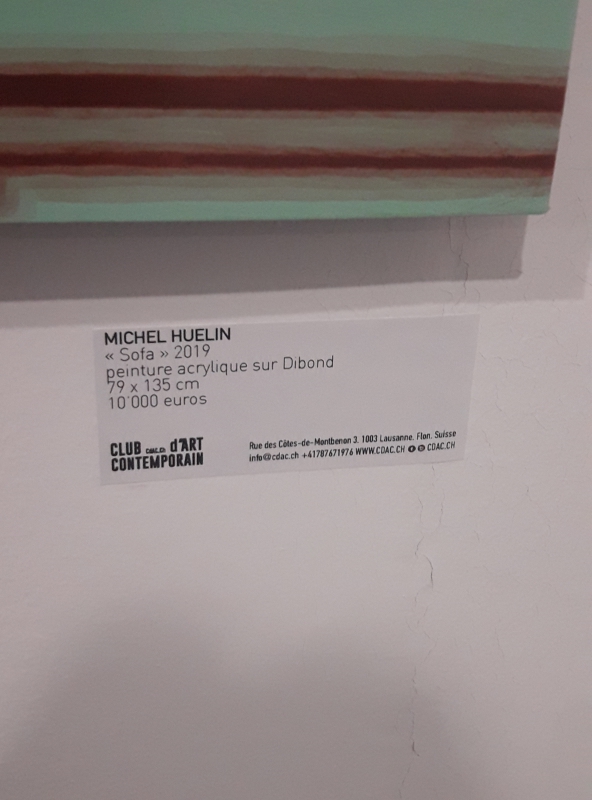 MICHEL HUELIN
« Sofa » 2019
peinture acrylique sur Dibond
79 x 135 cm
10'000 euros
CLUB d'ART
CONTEMPORAIN
Rue des Côtes-de-Montbenon 3. 1003 Lausanne. Flon. Suisse
info@cdac.ch +41787671976 WWW.CDAC.CH CDAC.CH